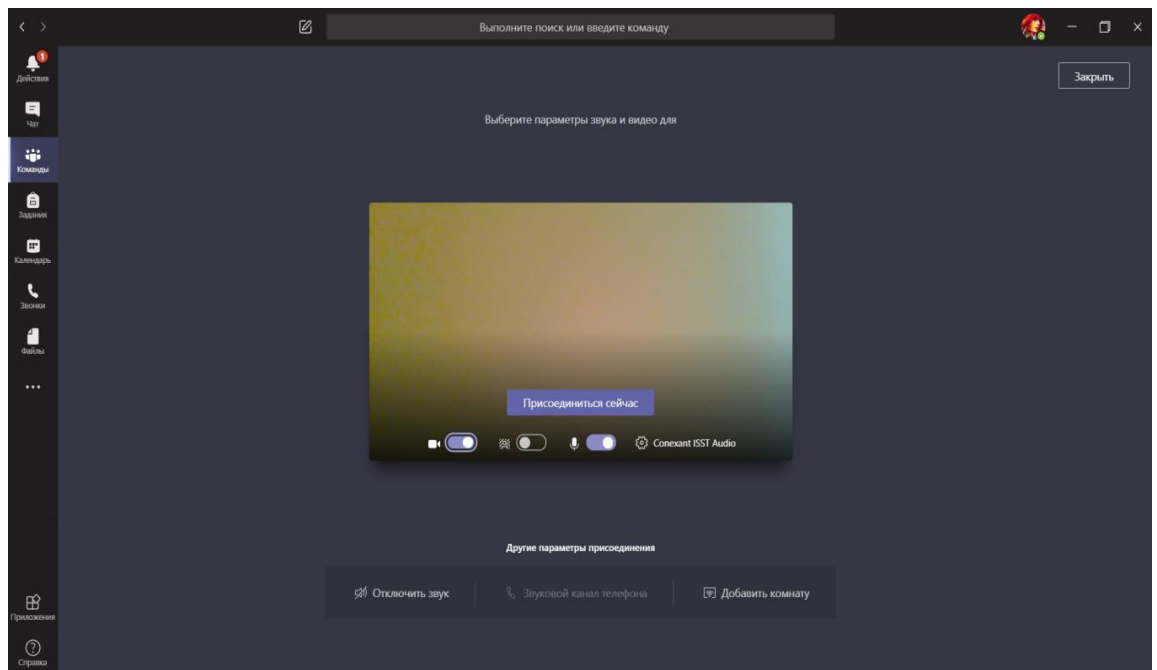 Выполните поиск или введите команду
1
Действия
Чат
Команды
Задания
Календарь
Звонки
Файлы
Приложения
Справка
Закрыть
Выберите параметры звука и видео для
Присоединиться сейчас
Conexant ISST Audio
Другие параметры присоединения
Отключить звук
Звуковой канал телефона
Добавить комнату